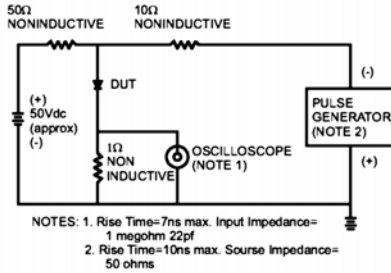 50Ω
NONINDUCTIVE
10Ω
NONINDUCTIVE
(+)
50Vdc
(approx)
(-)
DUT
1Ω
NON
INDUCTIVE
OSCILLOSCOPE
(NOTE 1)
(-)
PULSE
GENERATOR
(NOTE 2)
(+)
NOTES: 1. Rise Time=7ns max. Input Impedance=
1 megohm 22pf
2. Rise Time=10ns max. Sourse Impedance=
50 ohms